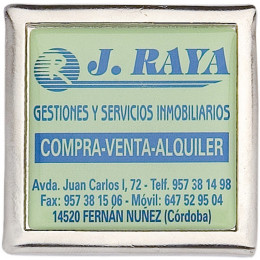 R J. RAYA
GESTIONES Y SERVICIOS INMOBILIARIOS
COMPRA-VENTA-ALQUILER
Avda. Juan Carlos I, 72 - Telf. 957 38 14 98
Fax: 957 38 15 06 - Móvil: 647 52 95 04
14520 FERNÁN NUÑEZ (Córdoba)